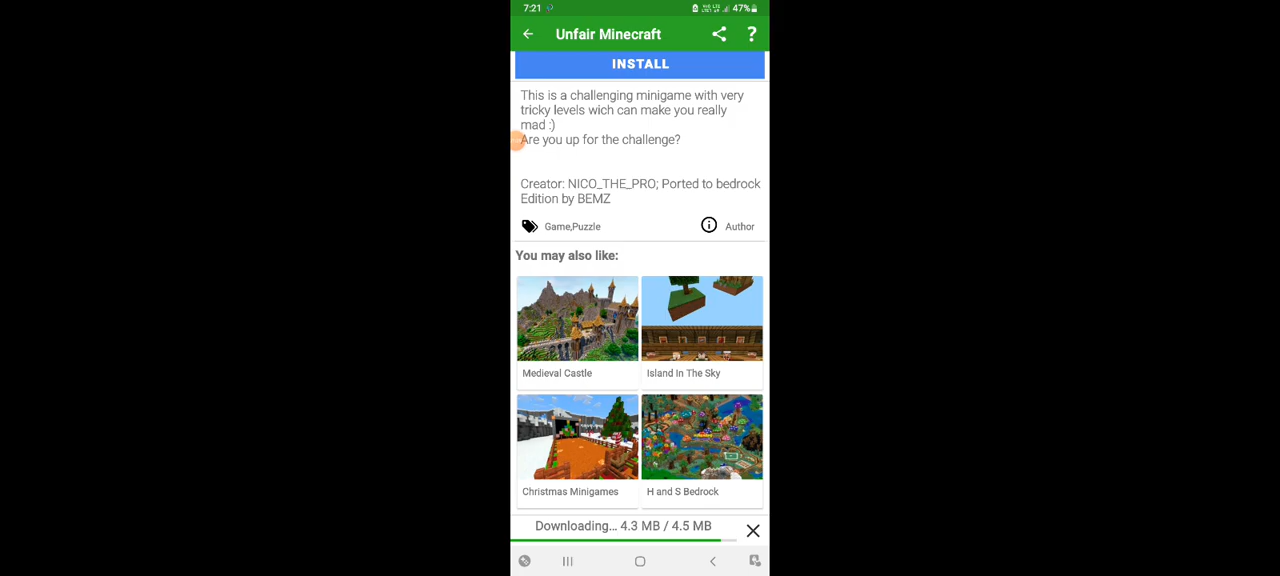 7:21
47%
Unfair Minecraft
INSTALL
This is a challenging minigame with very
tricky levels wich can make you really
mad :)
Are you up for the challenge?
Creator: NICO_THE_PRO; Ported to bedrock
Edition by BEMZ
Game,Puzzle
Author
You may also like:
Medieval Castle
Island In The Sky
Christmas Minigames
H and S Bedrock
Downloading... 4.3 MB / 4.5 MB